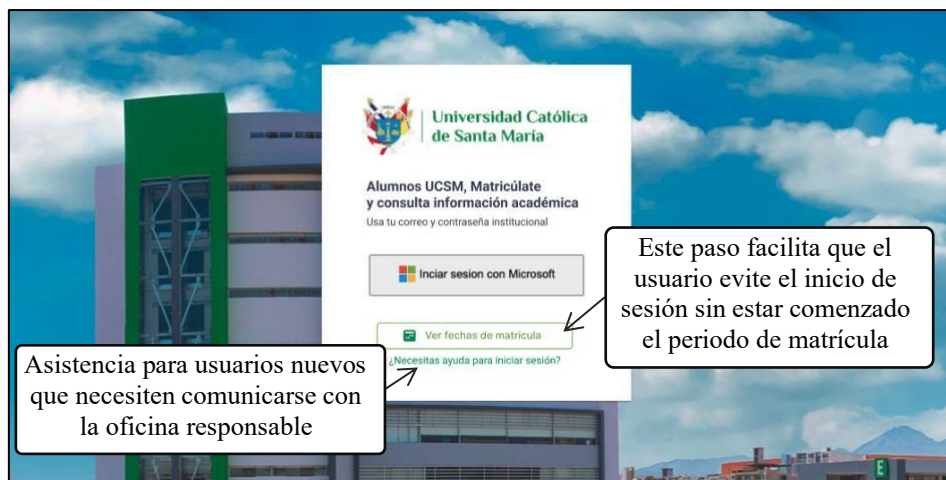 Universidad Católica
de Santa María
Alumnos UCSM, Matricúlate
y consulta información académica
Usa tu correo y contraseña institucional
Inciar sesion con Microsoft
Ver fechas de matrícula
¿Necesitas ayuda para iniciar sesión?
Este paso facilita que el
usuario evite el inicio de
sesión sin estar comenzado
el periodo de matrícula
Asistencia para usuarios nuevos
que necesiten comunicarse con
la oficina responsable
E